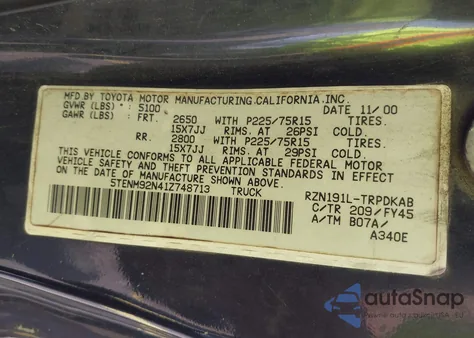 MFD.BY TOYOTA MOTOR MANUFACTURING.CALIFORNIA.INC.
GVWR (LBS) : 5100 DATE 11/00
GAWR (LBS) : FRT. 2650 WITH P225/75R15 TIRES.
15X7JJ RIMS. AT 26PSI COLD.
RR. 2800 WITH P225/75R15 TIRES.
15X7JJ RIMS. AT 29PSI COLD.
THIS VEHICLE CONFORMS TO ALL APPLICABLE FEDERAL MOTOR
VEHICLE SAFETY AND THEFT PREVENTION STANDARDS IN EFFECT
ON THE DATE OF MANUFACTURE SHOWN ABOVE.
5TENM92N41Z748713 TRUCK
RZN191L-TRPDKAB
C/TR 209/FY45
A/TM B07A/
A340E
autoSnap